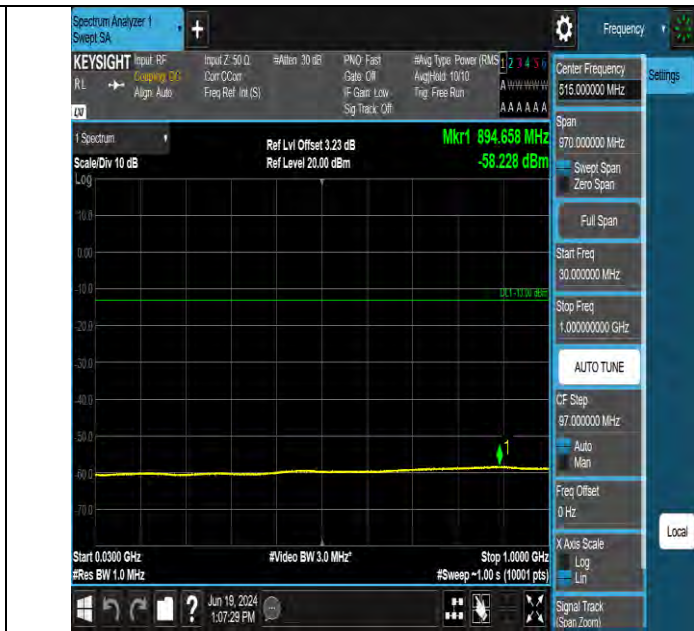 Spectrum Analyzer 1
Swept SA
+
Frequency
KEYSIGHT
RL
Input: RF
Coupling: DC
Align: Auto
Input Z: 50 Ω
Corr CCorr
Freq Ref: Int (S)
#Atten: 30 dB
PNO: Fast
Gate: Off
IF Gain: Low
Sig Track: Off
#Avg Type: Power (RMS
Avg|Hold: 10/10
Trig: Free Run
1 2 3 4 5 6
A W W W W W
A A A A A A
LXI
1 Spectrum
Scale/Div 10 dB
Log
Ref Lvl Offset 3.23 dB
Ref Level 20.00 dBm
Mkr1 894.658 MHz
-58.228 dBm
10.0
0.00
-10.0
DL1 -13.00 dBm
-20.0
-30.0
-40.0
-50.0
1
-60.0
-70.0
Start 0.0300 GHz
#Res BW 1.0 MHz
#Video BW 3.0 MHz*
Stop 1.0000 GHz
#Sweep ~1.00 s (10001 pts)
Jun 19, 2024
1:07:29 PM
?
Center Frequency
515.000000 MHz
Settings
Span
970.000000 MHz
Swept Span
Zero Span
Full Span
Start Freq
30.000000 MHz
Stop Freq
1.000000000 GHz
AUTO TUNE
CF Step
97.000000 MHz
Auto
Man
Freq Offset
0 Hz
X Axis Scale
Log
Lin
Signal Track
(Span Zoom)
Local